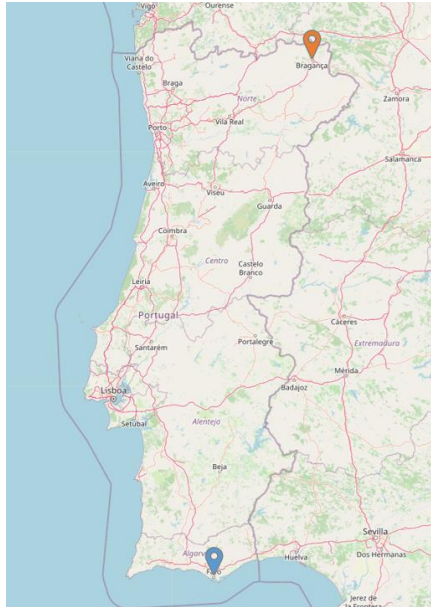 Vigo
Ourense
Viana do
Castelo
Bragança
Braga
Norte
Zamora
Porto
Vila Real
Salamanca
Aveiro
Viseu
Guarda
Coimbra
Centro
Castelo
Branco
Leiria
Portugal
Cáceres
Santarém
Portalegre
Extremadura
Mérida
Lisboa
Badajoz
Setúbal
Alentejo
Beja
Sevilla
Algarve
Huelva
Dos Hermanas
Faro
Jerez de
la Frontera